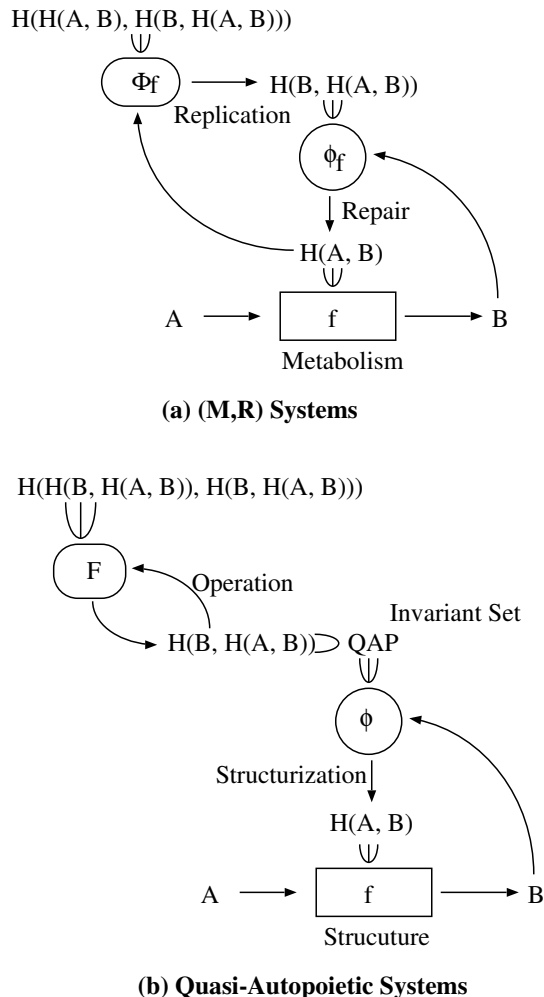 H(H(A, B), H(B, H(A, B)))
Φf
H(B, H(A, B))
Replication
ϕf
Repair
H(A, B)
A
f
B
Metabolism
(a) (M,R) Systems
H(H(B, H(A, B)), H(B, H(A, B)))
F
Operation
Invariant Set
H(B, H(A, B))
QAP
ϕ
Structurization
H(A, B)
A
f
B
Strucuture
(b) Quasi-Autopoietic Systems